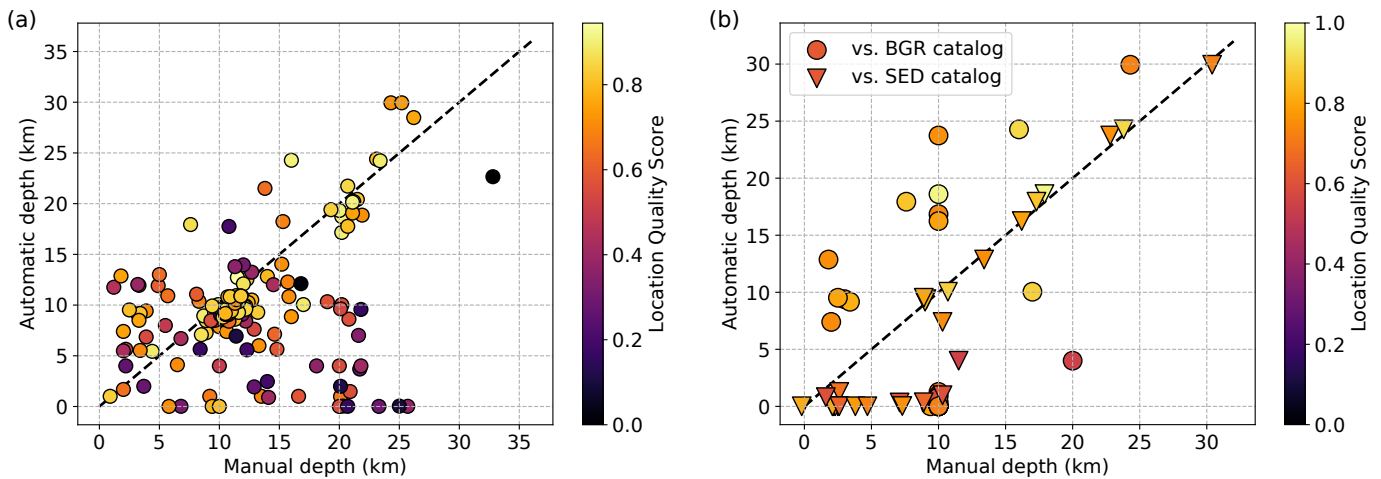 (a)
35
30
25
20
15
10
5
0
Automatic depth (km)
0 5 10 15 20 25 30 35
Manual depth (km)
0.8
0.6
0.4
0.2
0.0
Location Quality Score
(b)
vs. BGR catalog
vs. SED catalog
30
25
20
15
10
5
0
Automatic depth (km)
0 5 10 15 20 25 30
Manual depth (km)
1.0
0.8
0.6
0.4
0.2
0.0
Location Quality Score